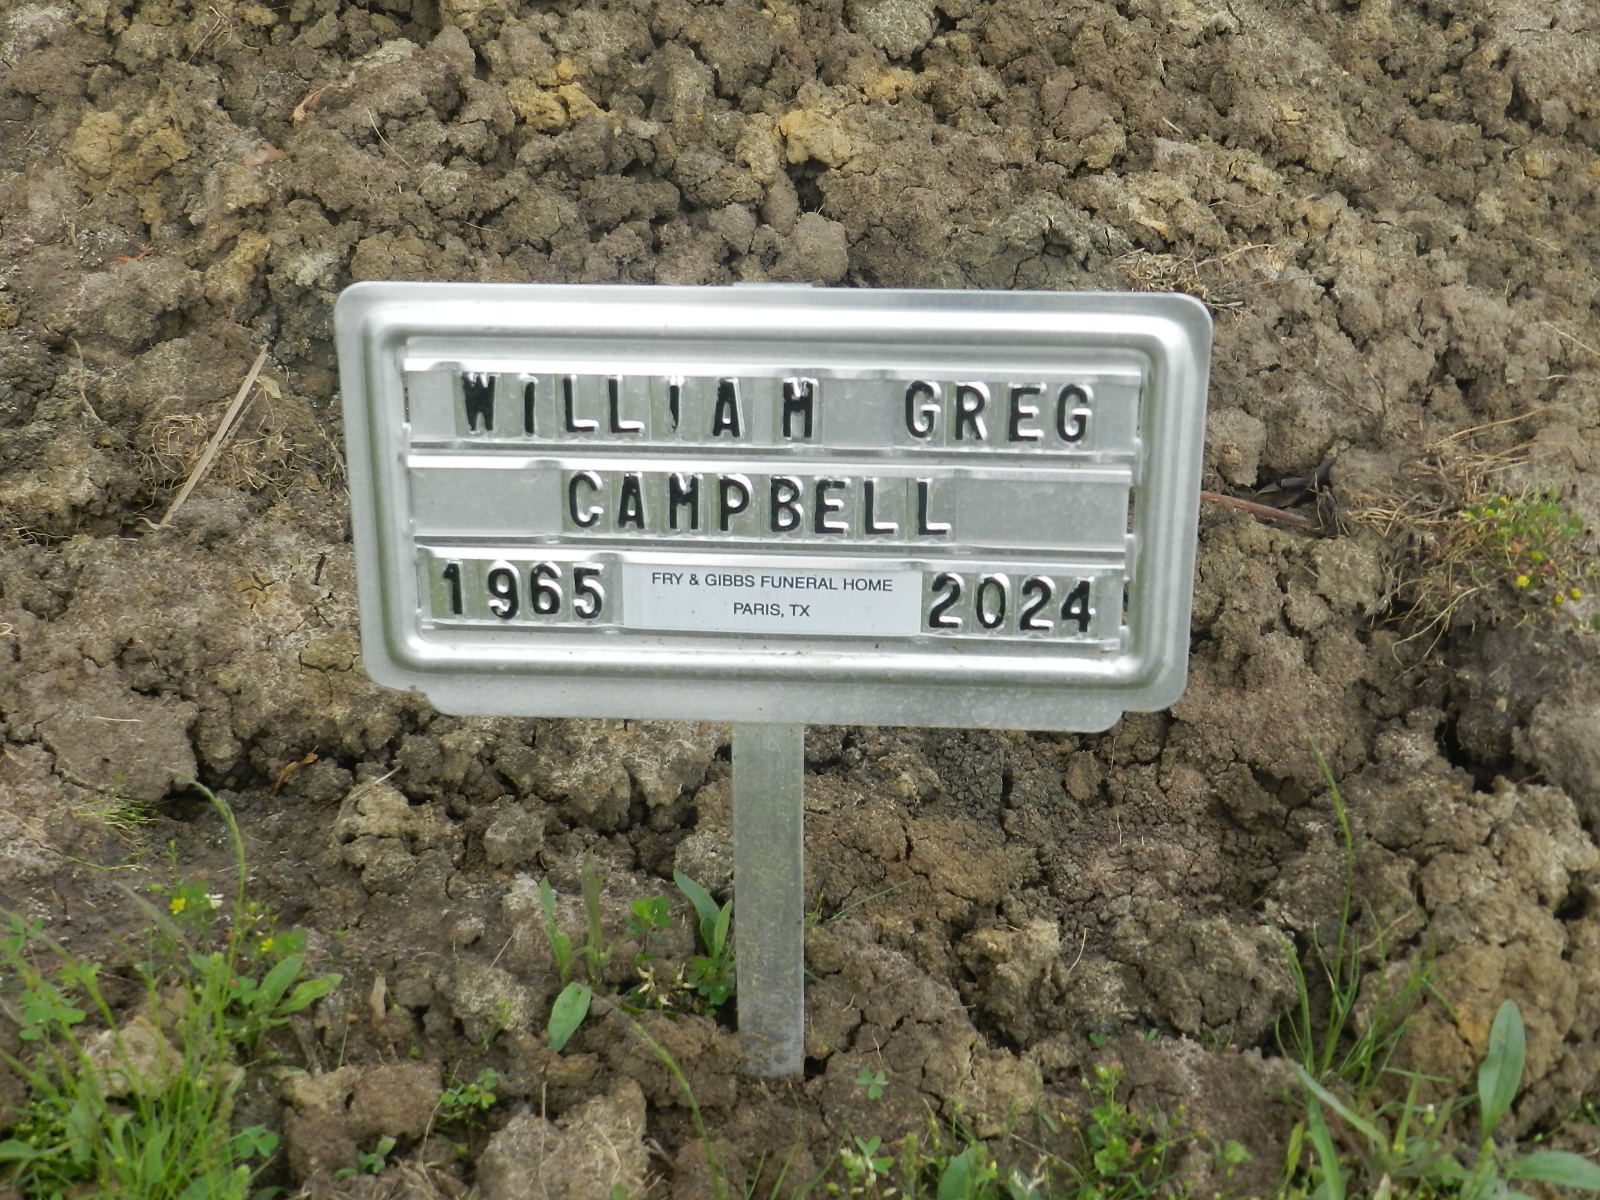 WILLIAM GREG
CAMPBELL
1965 FRY & GIBBS FUNERAL HOME 2024
PARIS, TX